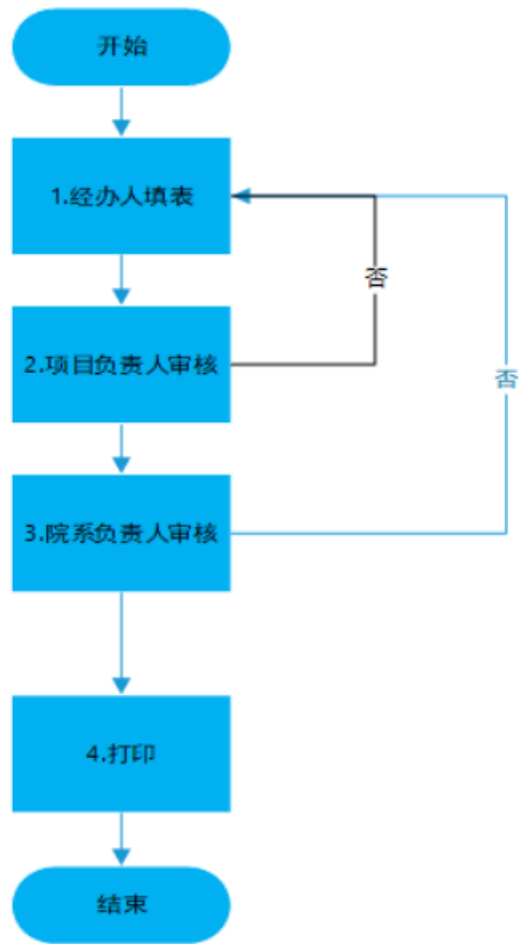 开始
1.经办人填表
否
2.项目负责人审核
否
3.院系负责人审核
4.打印
结束